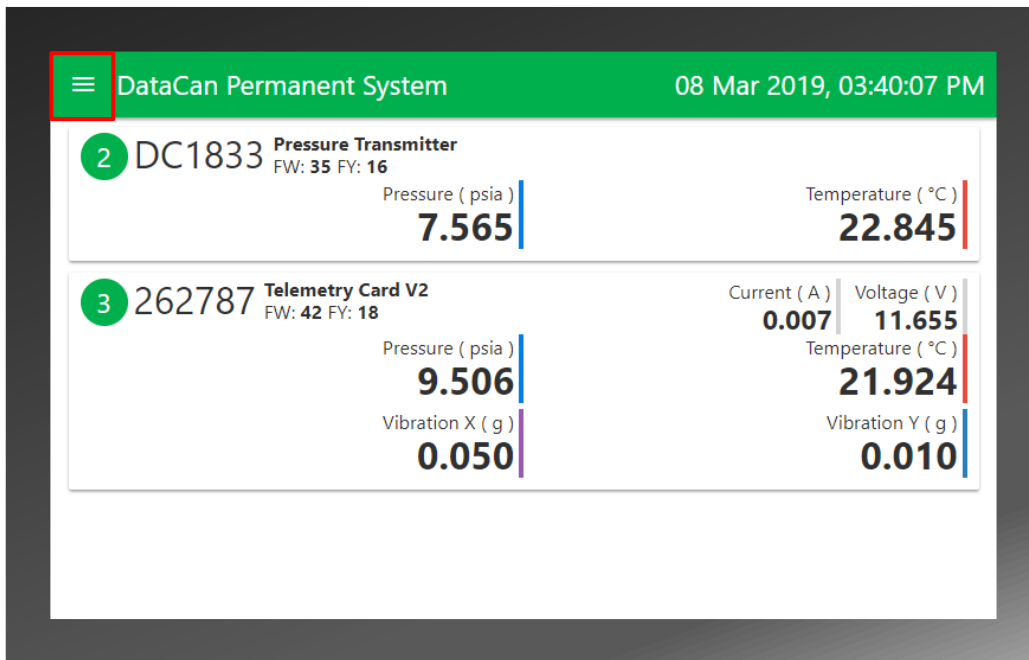 DataCan Permanent System 08 Mar 2019, 03:40:07 PM
2 DC1833 Pressure Transmitter
FW: 35 FY: 16
Pressure ( psia ) Temperature ( °C )
7.565 22.845
3 262787 Telemetry Card V2
FW: 42 FY: 18
Current ( A ) Voltage ( V )
0.007 11.655
Pressure ( psia ) Temperature ( °C )
9.506 21.924
Vibration X ( g ) Vibration Y ( g )
0.050 0.010